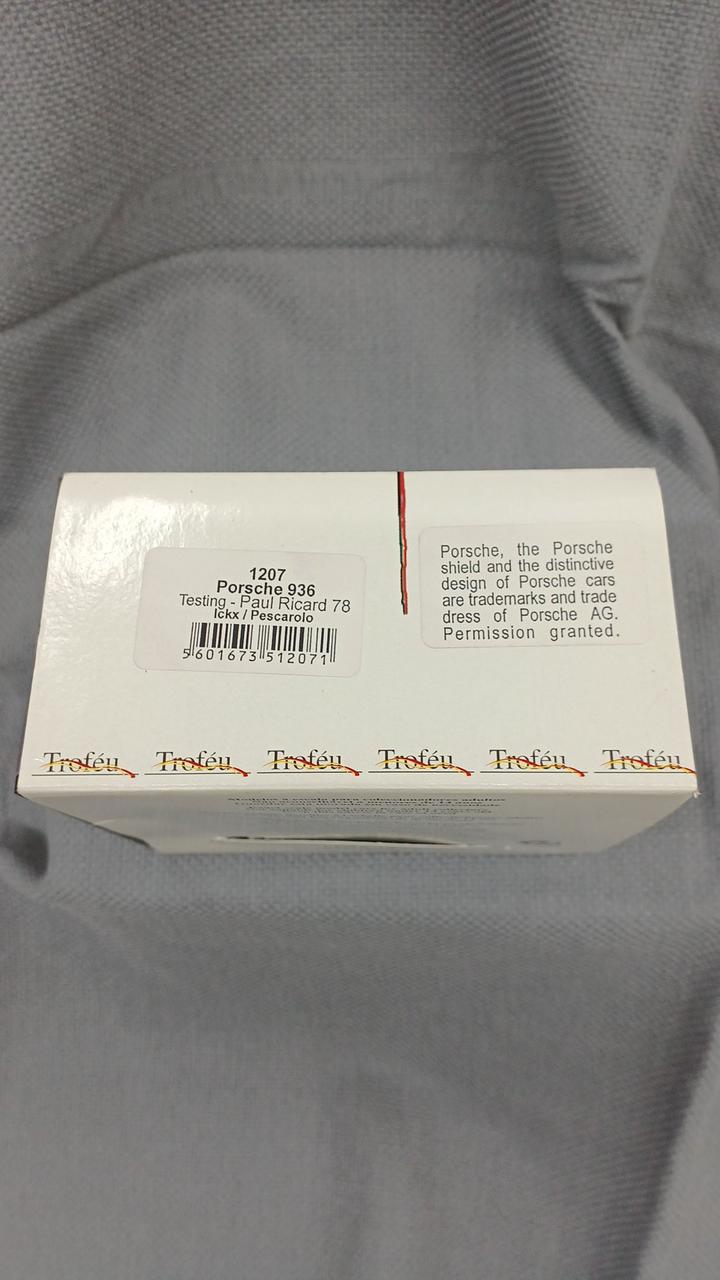 1207
Porsche 936
Testing - Paul Ricard 78
Ickx / Pescarolo
5 601673 512071
Porsche, the Porsche
shield and the distinctive
design of Porsche cars
are trademarks and trade
dress of Porsche AG.
Permission granted.
Troféu Troféu Troféu Troféu Troféu Troféu